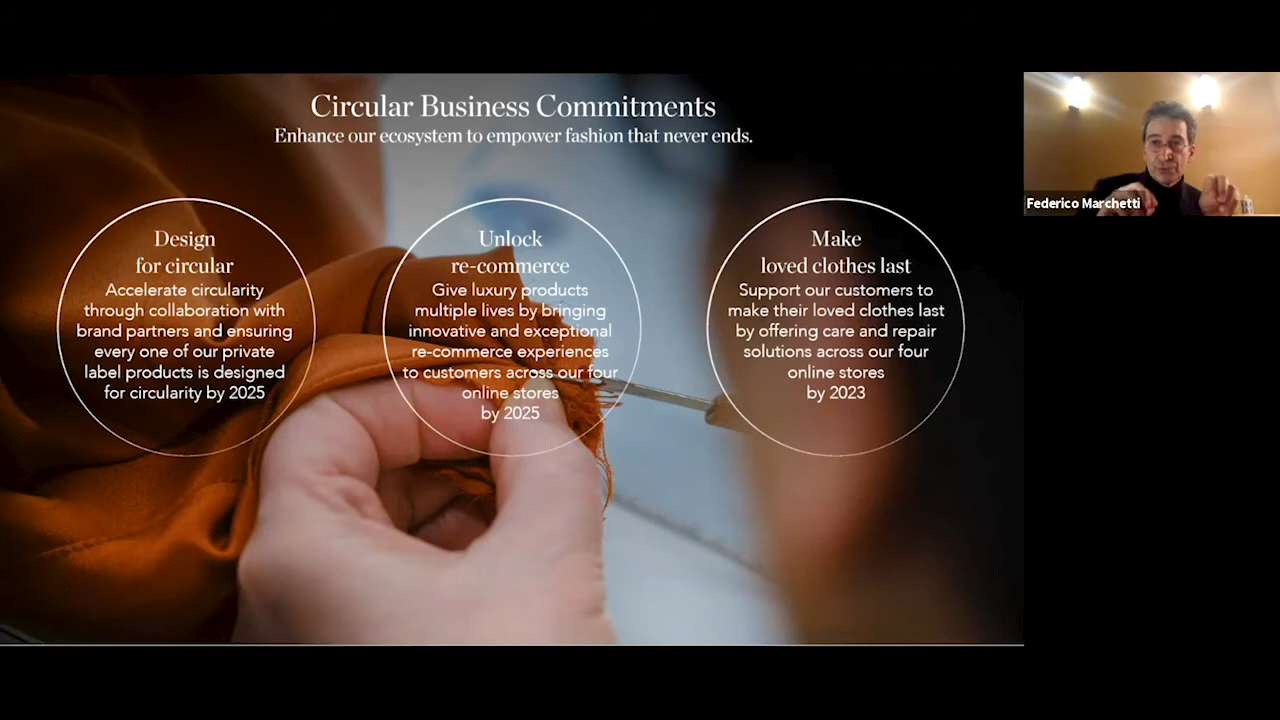 Circular Business Commitments
Enhance our ecosystem to empower fashion that never ends.
Design
for circular
Accelerate circularity
through collaboration with
brand partners and ensuring
every one of our private
label products is designed
for circularity by 2025
Unlock
re-commerce
Give luxury products
multiple lives by bringing
innovative and exceptional
re-commerce experiences
to customers across our four
online stores
by 2025
Make
loved clothes last
Support our customers to
make their loved clothes last
by offering care and repair
solutions across our four
online stores
by 2023
Federico Marchetti